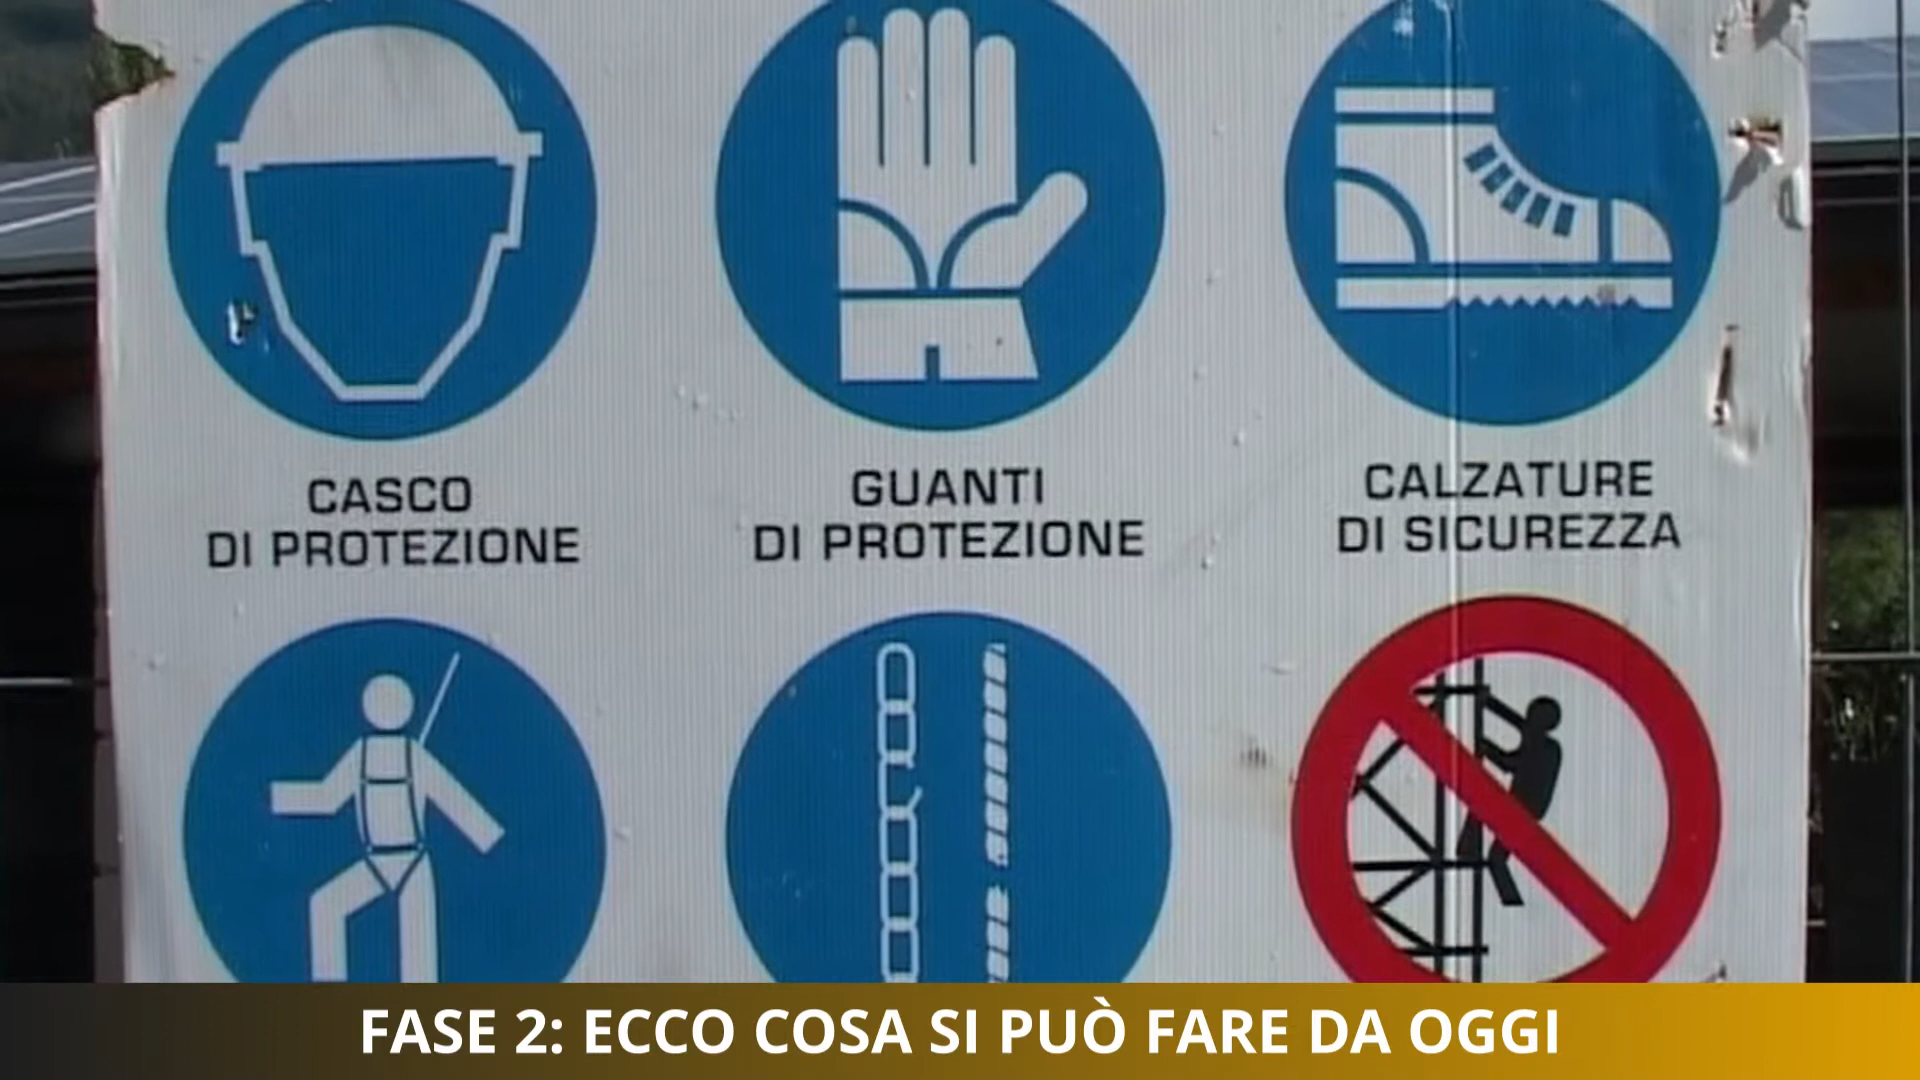 CASCO
DI PROTEZIONE
GUANTI
DI PROTEZIONE
CALZATURE
DI SICUREZZA
FASE 2: ECCO COSA SI PUÒ FARE DA OGGI